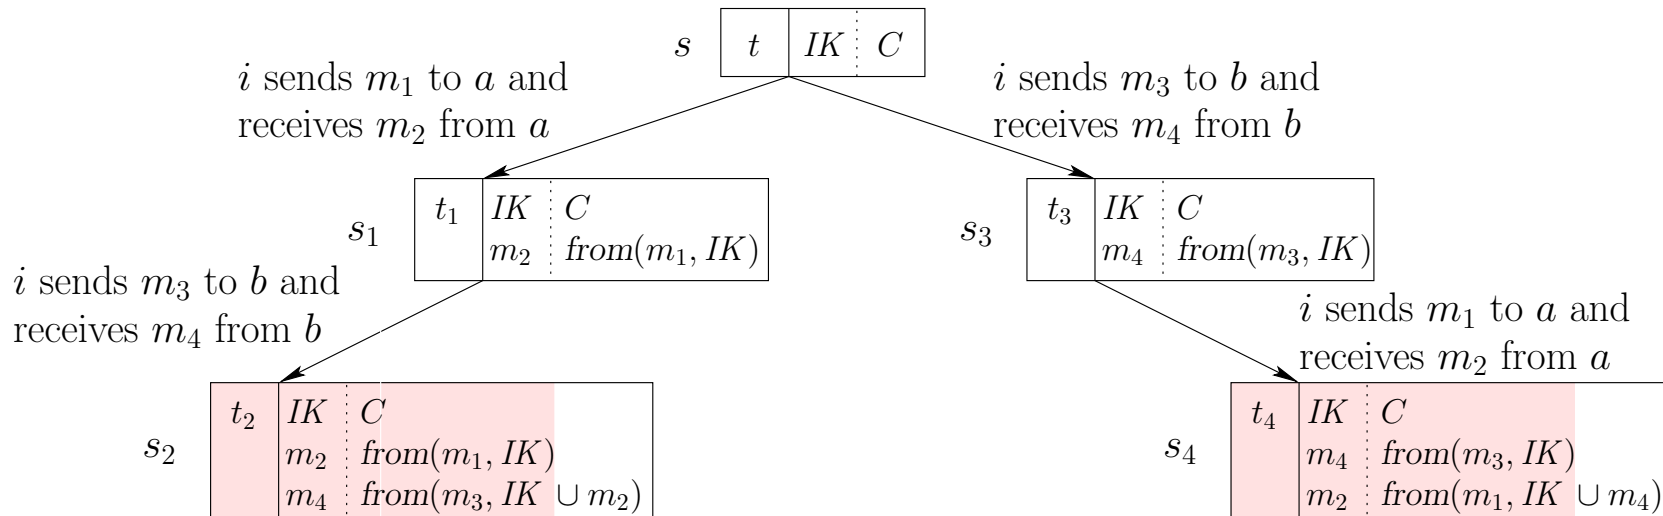 s t IK C
i sends m₁ to a and
receives m₂ from a
i sends m₃ to b and
receives m₄ from b
s₁ t₁ IK C
m₂ from(m₁, IK)
s₃ t₃ IK C
m₄ from(m₃, IK)
i sends m₃ to b and
receives m₄ from b
i sends m₁ to a and
receives m₂ from a
s₂ t₂ IK C
m₂ from(m₁, IK)
m₄ from(m₃, IK ∪ m₂)
s₄ t₄ IK C
m₄ from(m₃, IK)
m₂ from(m₁, IK ∪ m₄)